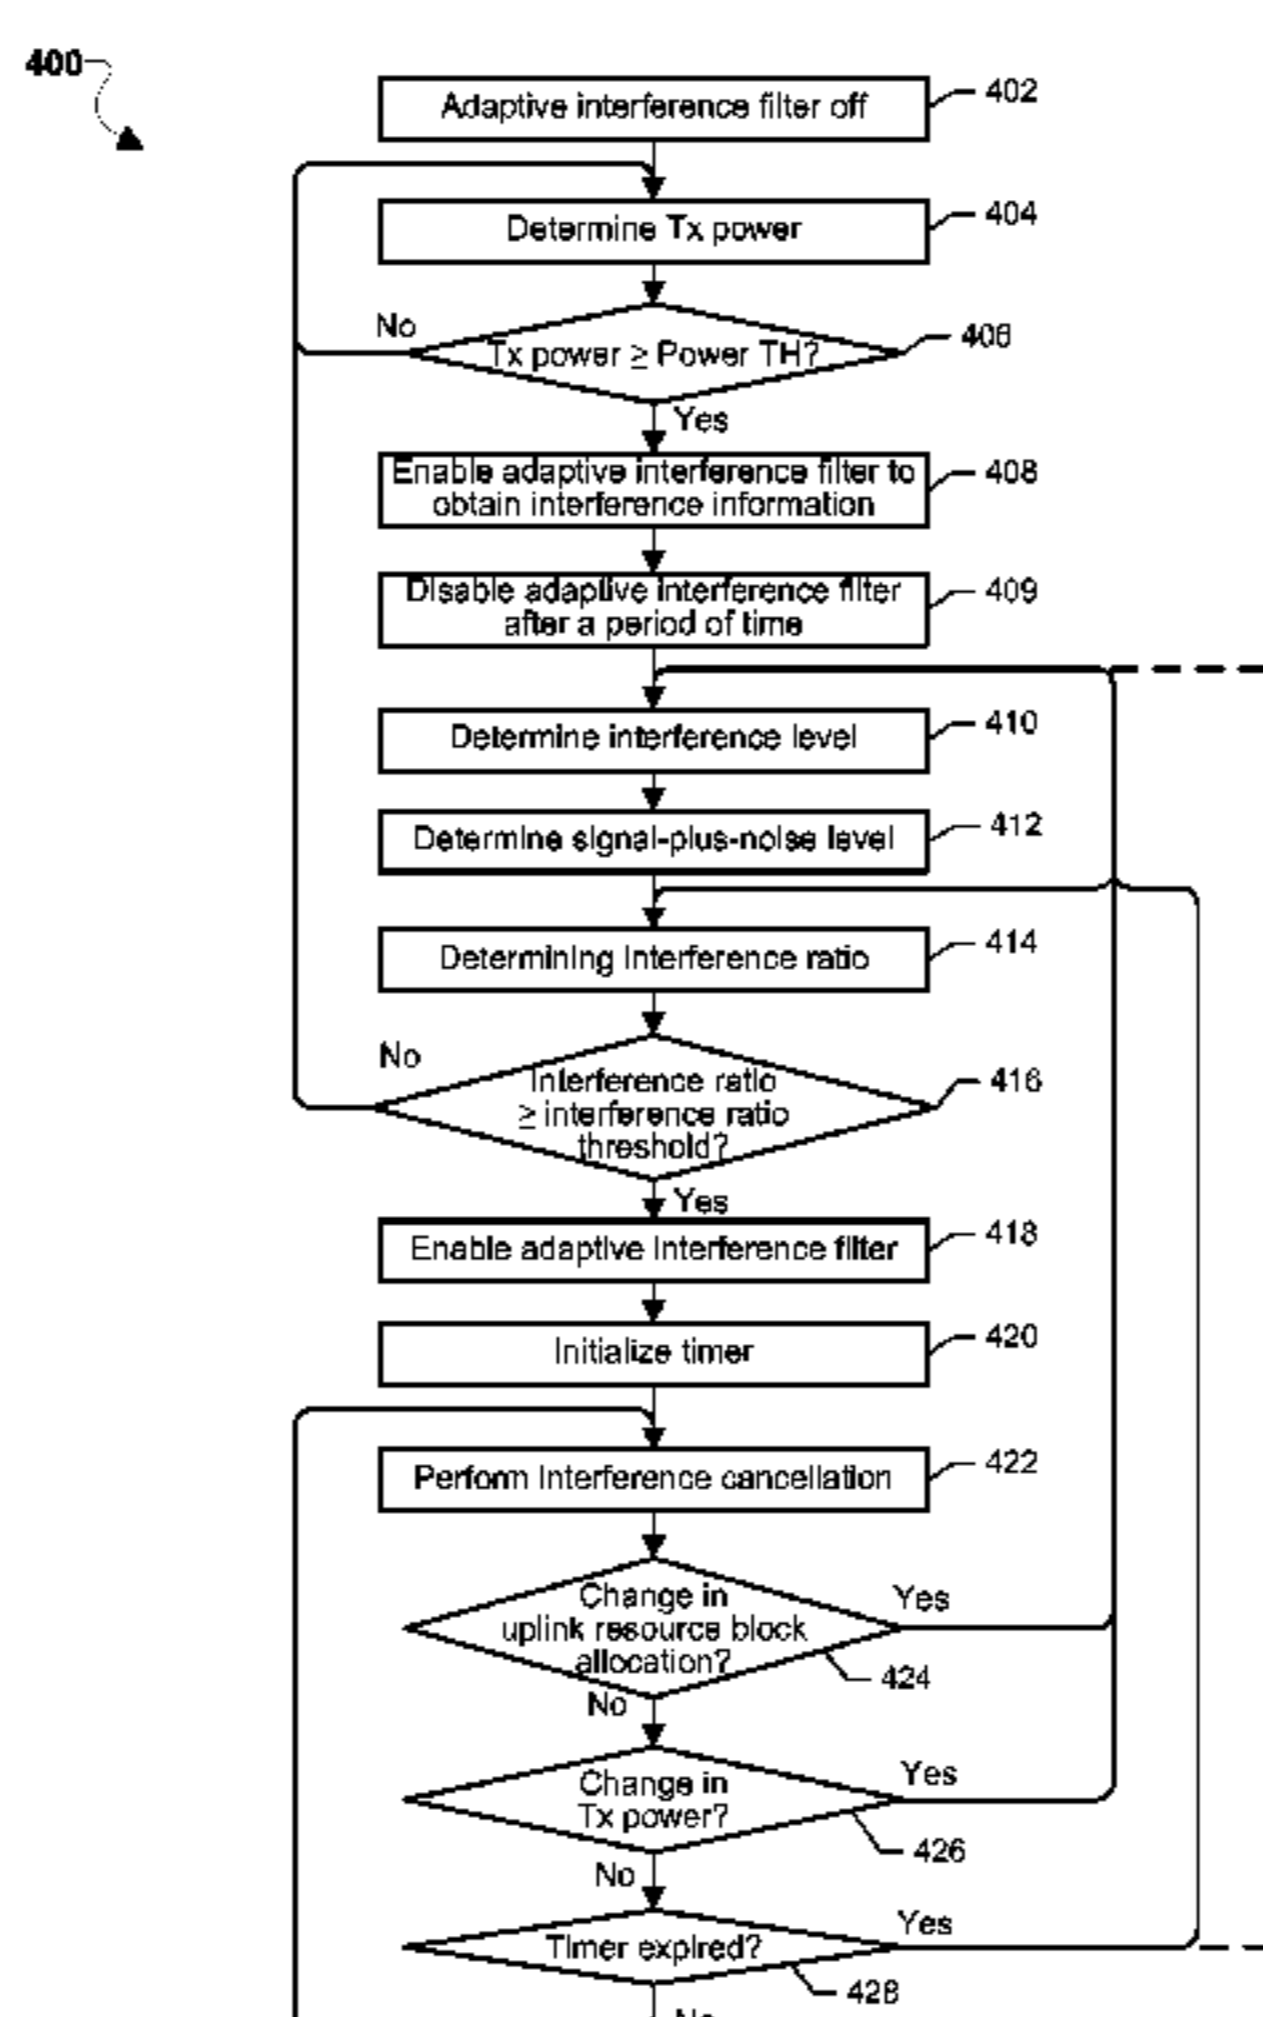 400
Adaptive interference filter off
402
Determine Tx power
404
No
Tx power ≥ Power TH?
406
Yes
Enable adaptive interference filter to
obtain interference information
408
Disable adaptive interference filter
after a period of time
409
Determine interference level
410
Determine signal-plus-noise level
412
Determining interference ratio
414
No
Interference ratio
≥ interference ratio
threshold?
416
Yes
Enable adaptive interference filter
418
Initialize timer
420
Perform interference cancellation
422
Change in
uplink resource block
allocation?
Yes
424
No
Change in
Tx power?
Yes
426
No
Timer expired?
Yes
428
No